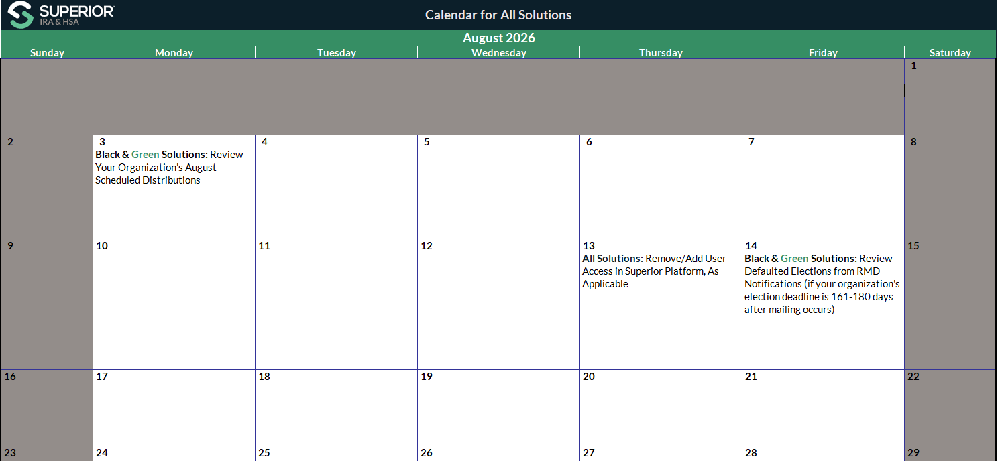 SUPERIOR
IRA & HSA
Calendar for All Solutions
August 2026
Sunday Monday Tuesday Wednesday Thursday Friday Saturday
1
2 3 4 5 6 7 8
Black & Green Solutions: Review
Your Organization's August
Scheduled Distributions
9 10 11 12 13 14 15
All Solutions: Remove/Add User
Access in Superior Platform, As
Applicable
Black & Green Solutions: Review
Defaulted Elections from RMD
Notifications (if your organization's
election deadline is 161-180 days
after mailing occurs)
16 17 18 19 20 21 22
23 24 25 26 27 28 29